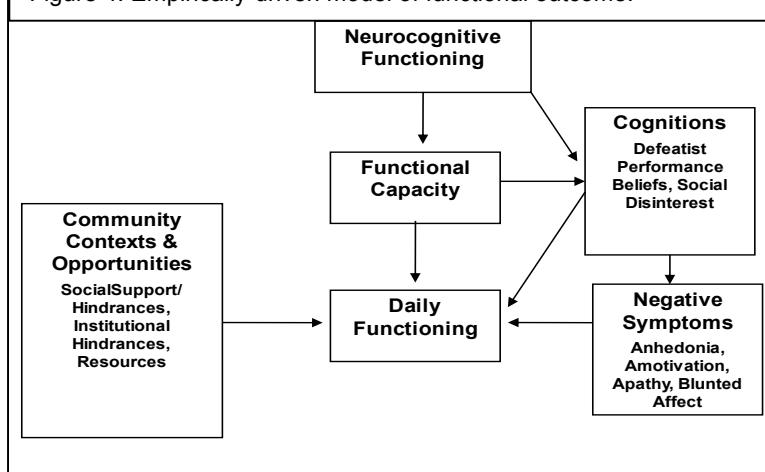 Figure 1. Empirically-driven model of functional outcome.
Neurocognitive
Functioning
Cognitions
Defeatist
Performance
Beliefs, Social
Disinterest
Functional
Capacity
Community
Contexts &
Opportunities
SocialSupport/
Hindrances,
Institutional
Hindrances,
Resources
Daily
Functioning
Negative
Symptoms
Anhedonia,
Amotivation,
Apathy, Blunted
Affect